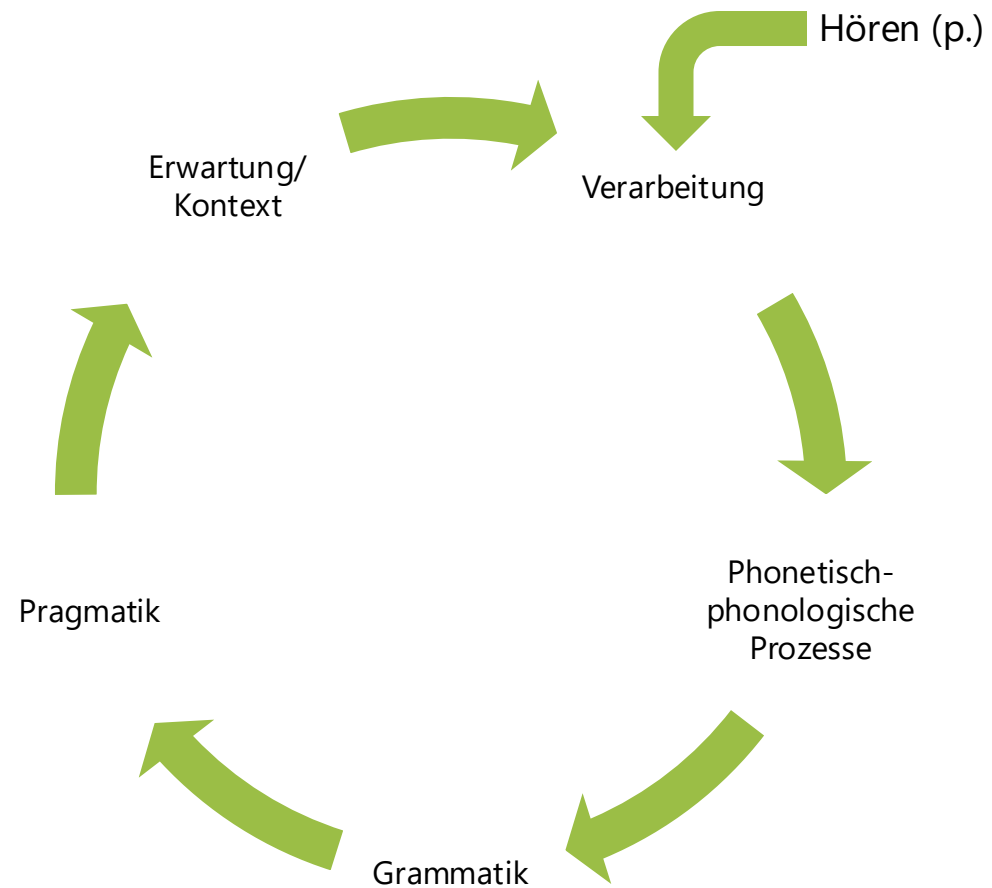 Hören (p.)
Erwartung/
Kontext
Verarbeitung
Phonetisch-
phonologische
Prozesse
Pragmatik
Grammatik